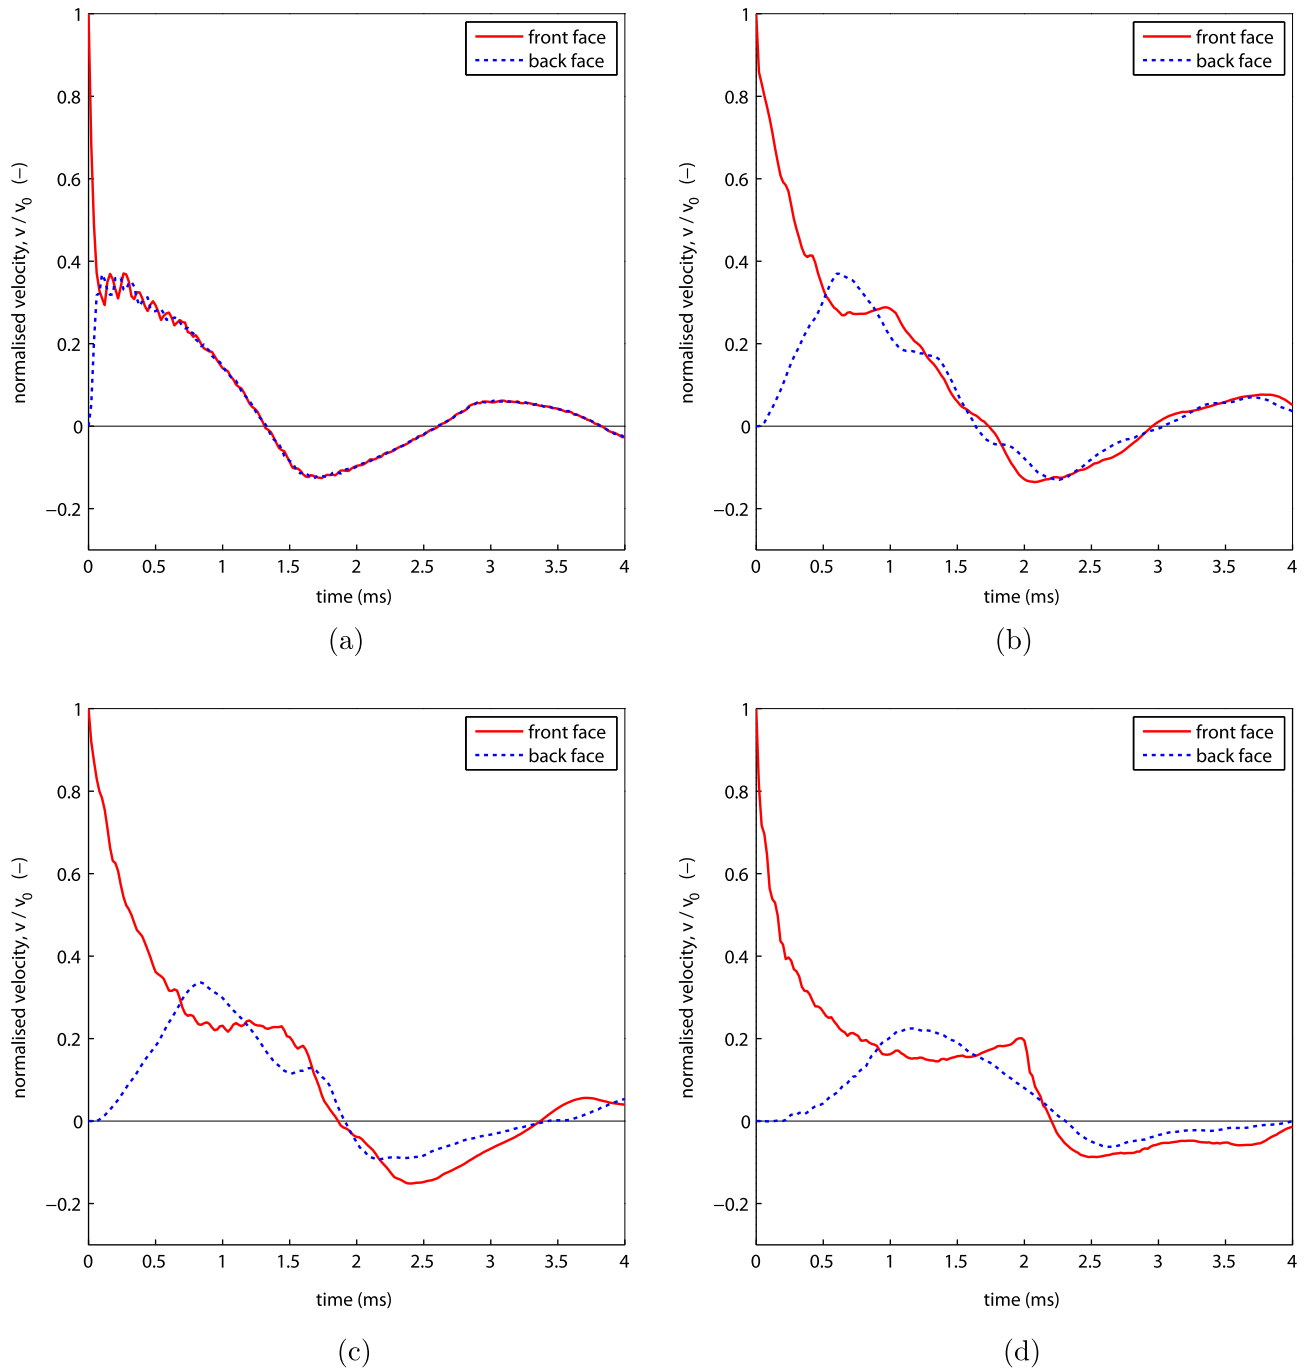 1
0.8
0.6
0.4
0.2
0
−0.2
normalised velocity, v / v0 (−)
front face
back face
0 0.5 1 1.5 2 2.5 3 3.5 4
time (ms)
(a)
1
0.8
0.6
0.4
0.2
0
−0.2
normalised velocity, v / v0 (−)
front face
back face
0 0.5 1 1.5 2 2.5 3 3.5 4
time (ms)
(b)
1
0.8
0.6
0.4
0.2
0
−0.2
normalised velocity, v / v0 (−)
front face
back face
0 0.5 1 1.5 2 2.5 3 3.5 4
time (ms)
(c)
1
0.8
0.6
0.4
0.2
0
−0.2
normalised velocity, v / v0 (−)
front face
back face
0 0.5 1 1.5 2 2.5 3 3.5 4
time (ms)
(d)